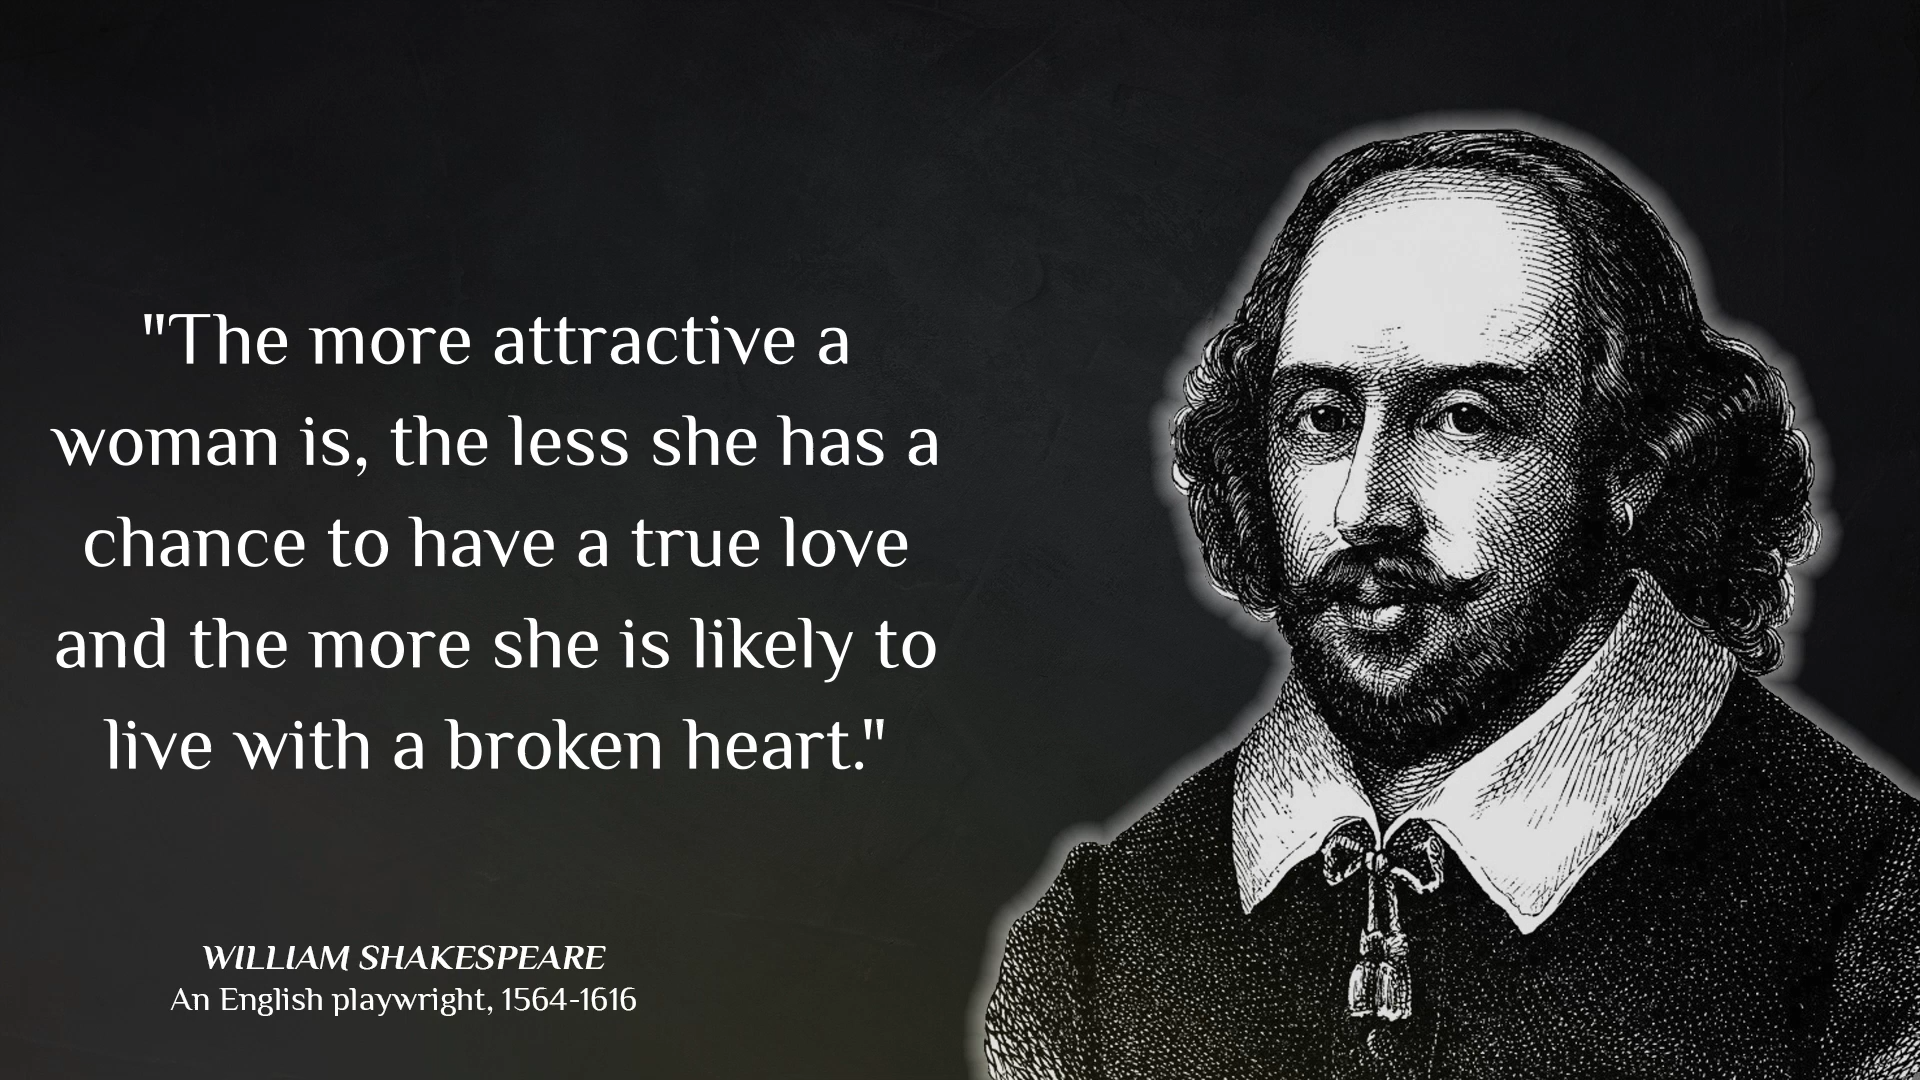 "The more attractive a
woman is, the less she has a
chance to have a true love
and the more she is likely to
live with a broken heart."
WILLIAM SHAKESPEARE
An English playwright, 1564-1616